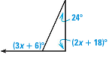 24°
(3x + 6)°
(2x + 18)°